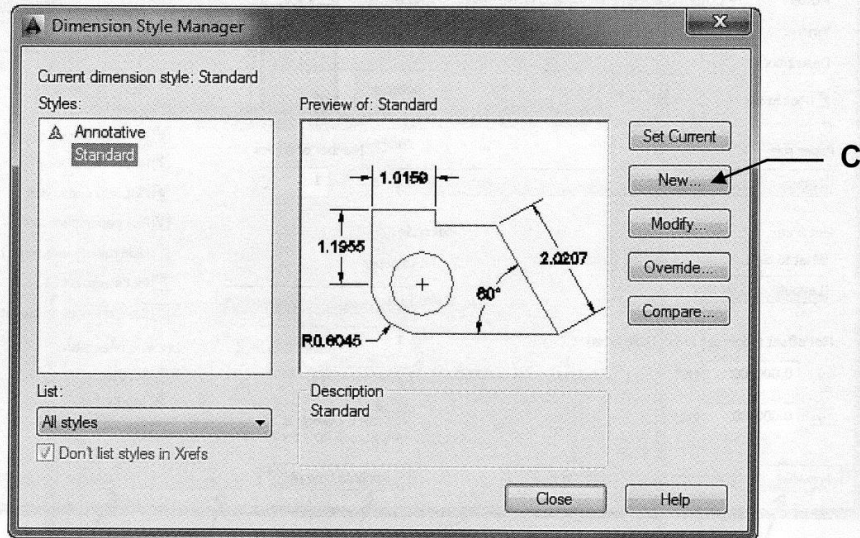 Dimension Style Manager
Current dimension style: Standard
Styles:
Annotative
Standard
Preview of: Standard
1.0159
1.1955
2.0207
60°
R0.6045
Set Current
New...
C
Modify...
Override...
Compare...
List:
All styles
Don't list styles in Xrefs
Description
Standard
Close
Help